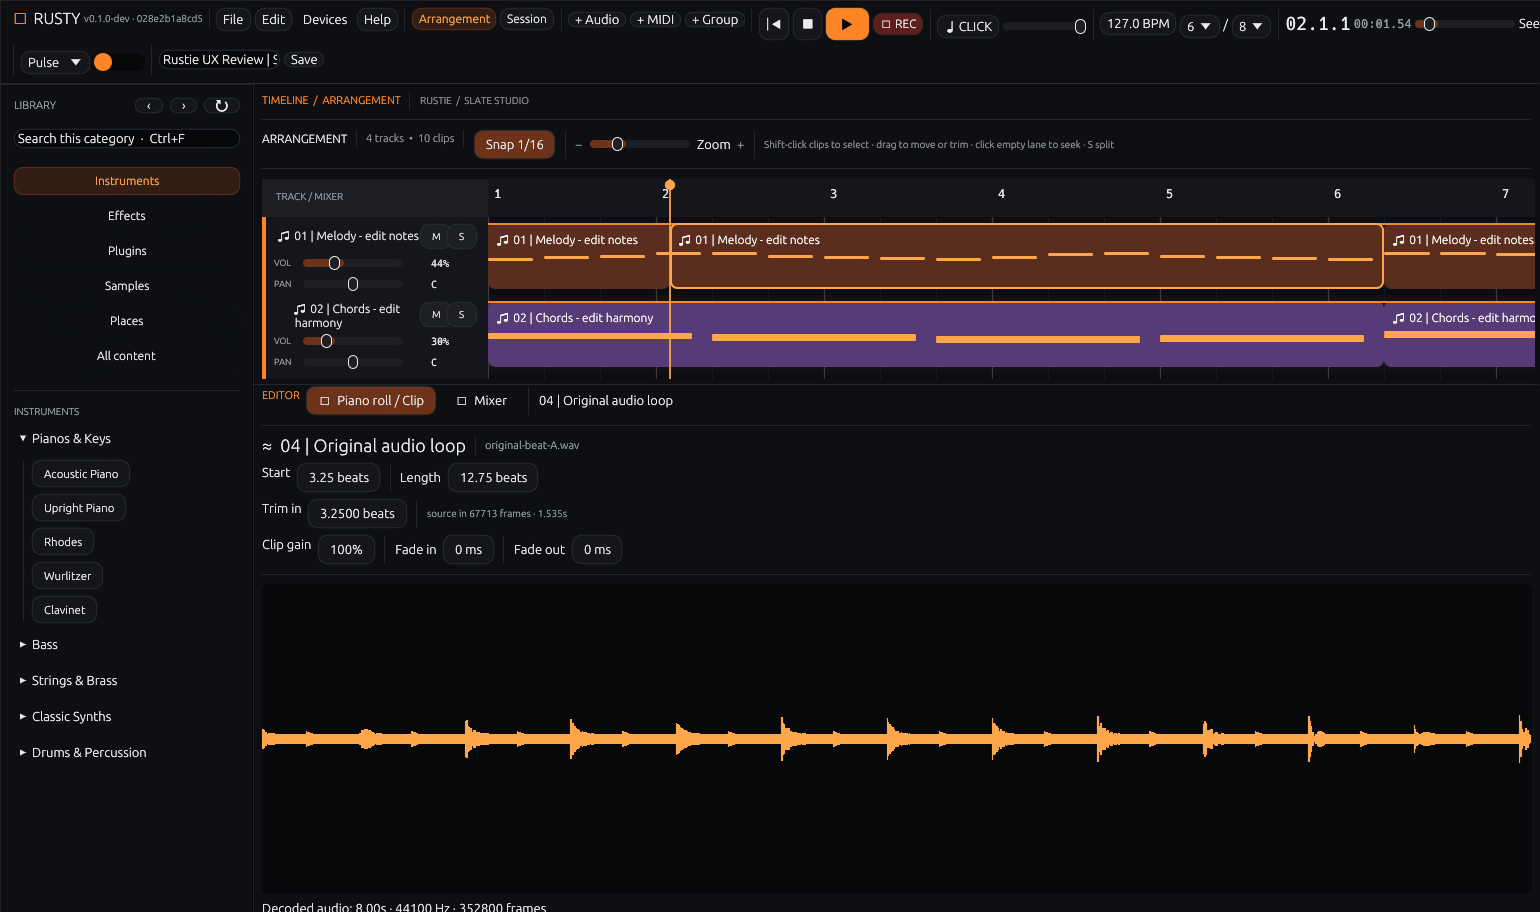 RUSTY v0.1.0-dev · 028e2b1a8cd5 File Edit Devices Help Arrangement Session + Audio + MIDI + Group REC CLICK 127.0 BPM 6 / 8 02.1.1 00:01.54 See
Pulse Rustie UX Review | S Save
LIBRARY ‹ ›
Search this category · Ctrl+F
Instruments
Effects
Plugins
Samples
Places
All content
INSTRUMENTS
Pianos & Keys
Acoustic Piano
Upright Piano
Rhodes
Wurlitzer
Clavinet
Bass
Strings & Brass
Classic Synths
Drums & Percussion
TIMELINE / ARRANGEMENT RUSTIE / SLATE STUDIO
ARRANGEMENT 4 tracks • 10 clips Snap 1/16 – Zoom + Shift-click clips to select · drag to move or trim · click empty lane to seek · S split
TRACK / MIXER 1 2 3 4 5 6 7
01 | Melody - edit notes M S
VOL 44%
PAN C
01 | Melody - edit notes 01 | Melody - edit notes 01 | Melody - edit notes
02 | Chords - edit harmony M S
VOL 30%
PAN C
02 | Chords - edit harmony 02 | Chords - edit harmo
EDITOR Piano roll / Clip Mixer 04 | Original audio loop
≈ 04 | Original audio loop original-beat-A.wav
Start 3.25 beats Length 12.75 beats
Trim in 3.2500 beats source in 67713 frames · 1.535s
Clip gain 100% Fade in 0 ms Fade out 0 ms
Decoded audio: 8.00s · 44100 Hz · 352800 frames